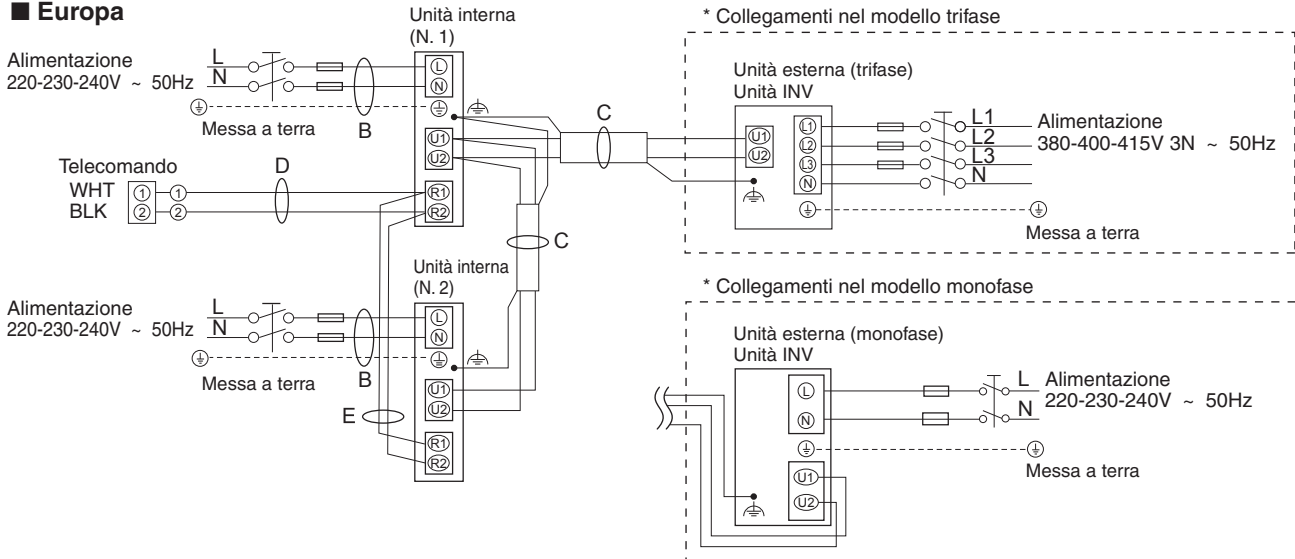 ■ Europa
Unità interna
(N. 1)
Alimentazione
220-230-240V ~ 50Hz
L
N
Messa a terra
B
L
N
U1
U2
R1
R2
Telecomando
WHT
BLK
1
2
1
2
D
C
C
Unità interna
(N. 2)
Alimentazione
220-230-240V ~ 50Hz
L
N
Messa a terra
B
E
L
N
U1
U2
R1
R2
* Collegamenti nel modello trifase
Unità esterna (trifase)
Unità INV
U1
U2
L1
L2
L3
N
L1
L2
L3
N
Alimentazione
380-400-415V 3N ~ 50Hz
Messa a terra
* Collegamenti nel modello monofase
Unità esterna (monofase)
Unità INV
L
N
U1
U2
L
N
Alimentazione
220-230-240V ~ 50Hz
Messa a terra